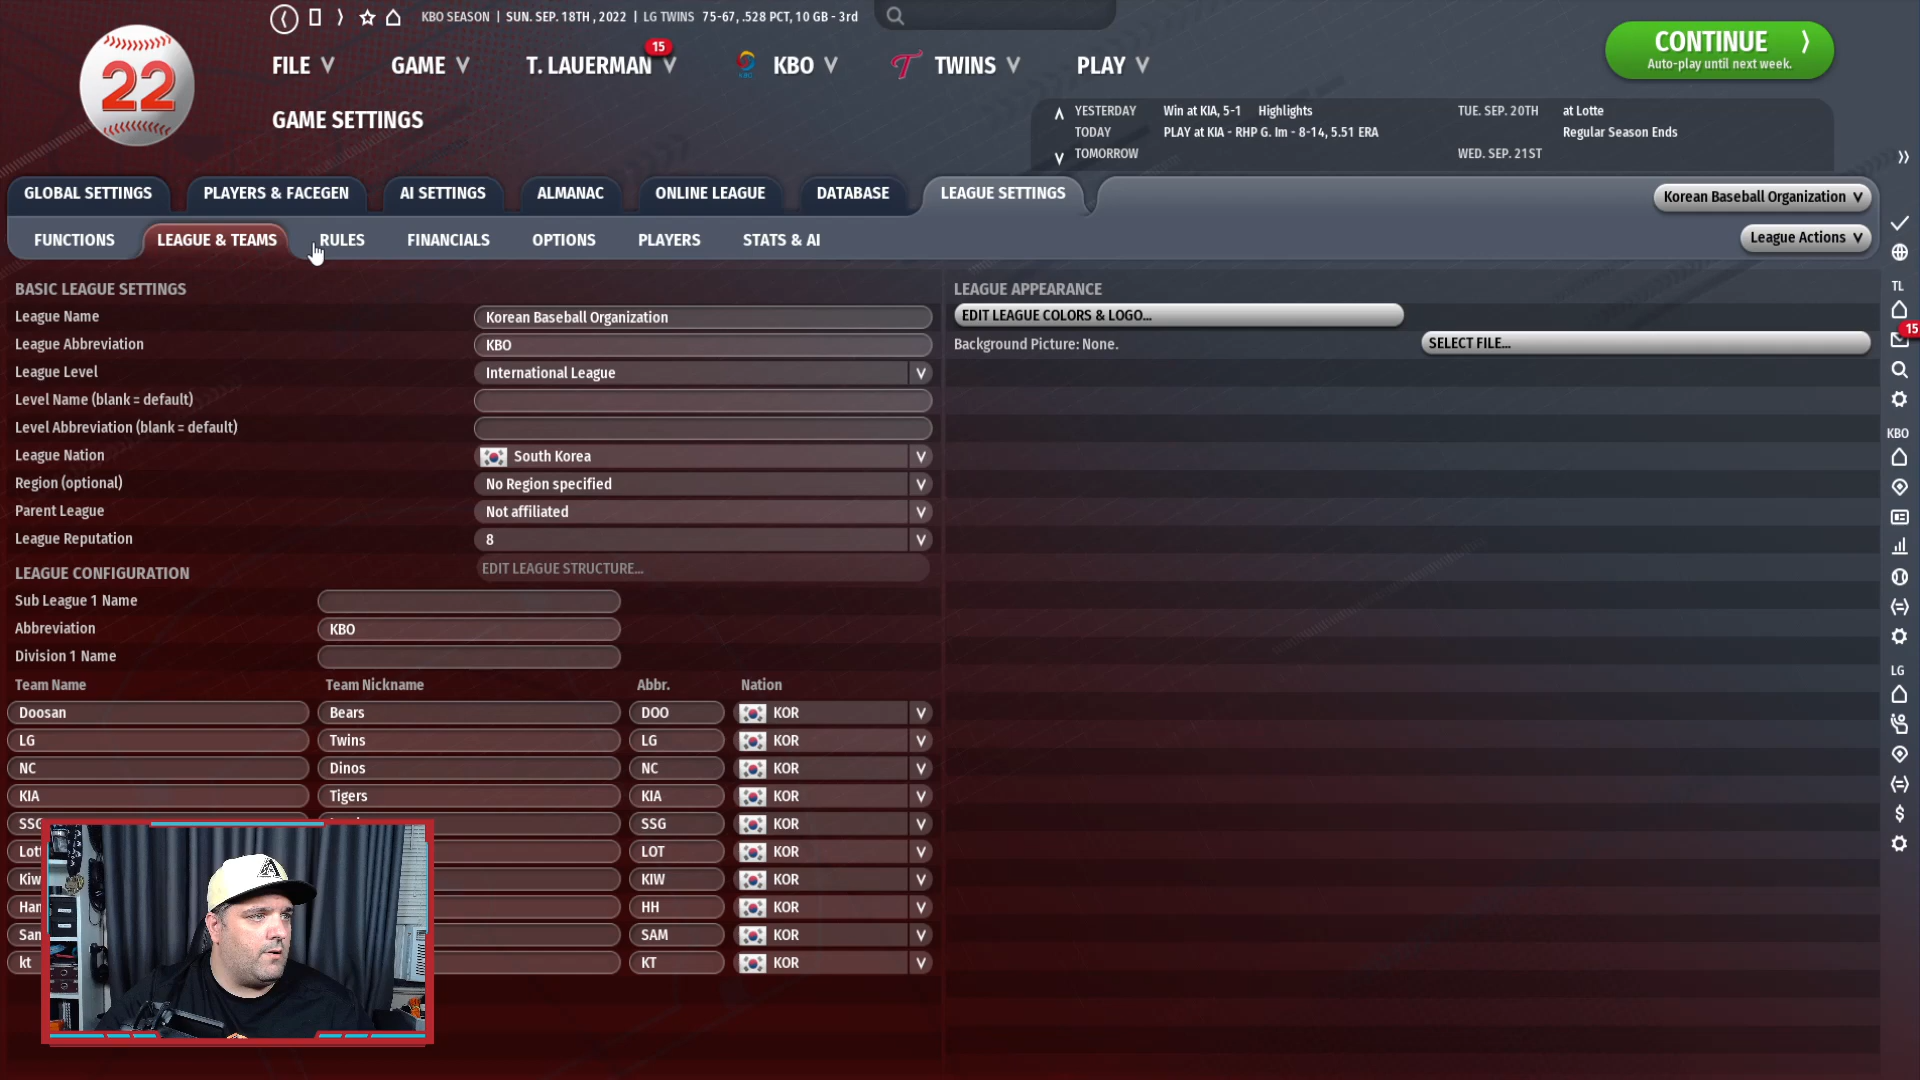 KBO SEASON | SUN. SEP. 18TH , 2022 | LG TWINS 75-67, .528 PCT, 10 GB - 3rd
22
FILE
GAME
T. LAUERMAN
15
KBO
TWINS
PLAY
CONTINUE
Auto-play until next week.
GAME SETTINGS
YESTERDAY Win at KIA, 5-1 Highlights TUE. SEP. 20TH at Lotte
TODAY PLAY at KIA - RHP G. Im - 8-14, 5.51 ERA Regular Season Ends
TOMORROW WED. SEP. 21ST
GLOBAL SETTINGS PLAYERS & FACEGEN AI SETTINGS ALMANAC ONLINE LEAGUE DATABASE LEAGUE SETTINGS Korean Baseball Organization
FUNCTIONS LEAGUE & TEAMS RULES FINANCIALS OPTIONS PLAYERS STATS & AI League Actions
BASIC LEAGUE SETTINGS
League Name Korean Baseball Organization
League Abbreviation KBO
League Level International League
Level Name (blank = default)
Level Abbreviation (blank = default)
League Nation South Korea
Region (optional) No Region specified
Parent League Not affiliated
League Reputation 8
EDIT LEAGUE STRUCTURE...
LEAGUE CONFIGURATION
Sub League 1 Name
Abbreviation KBO
Division 1 Name
Team Name Team Nickname Abbr. Nation
Doosan Bears DOO KOR
LG Twins LG KOR
NC Dinos NC KOR
KIA Tigers KIA KOR
SSG SSG KOR
Lott LOT KOR
Kiw KIW KOR
Han HH KOR
Sam SAM KOR
kt KT KOR
LEAGUE APPEARANCE
EDIT LEAGUE COLORS & LOGO...
Background Picture: None. SELECT FILE...
TL
15
KBO
LG